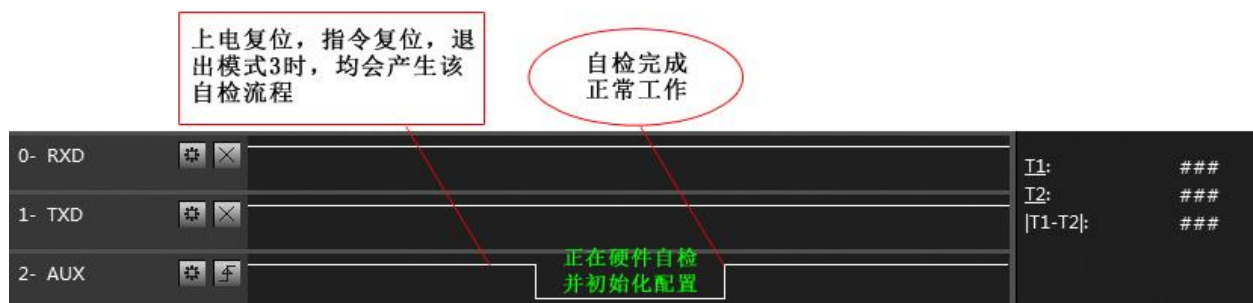 上电复位，指令复位，退
出模式3时，均会产生该
自检流程
自检完成
正常工作
0- RXD
T1: ###
T2: ###
1- TXD
|T1-T2|: ###
正在硬件自检
2- AUX
并初始化配置